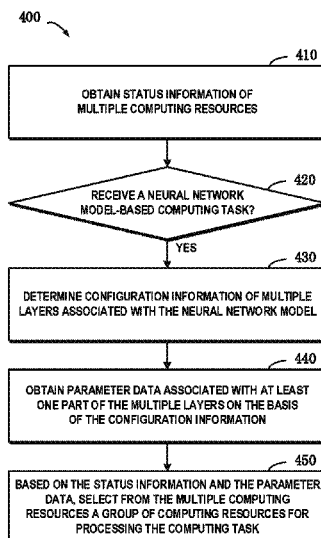 400
410
OBTAIN STATUS INFORMATION OF
MULTIPLE COMPUTING RESOURCES
420
RECEIVE A NEURAL NETWORK
MODEL-BASED COMPUTING TASK?
YES
430
DETERMINE CONFIGURATION INFORMATION OF MULTIPLE
LAYERS ASSOCIATED WITH THE NEURAL NETWORK MODEL
440
OBTAIN PARAMETER DATA ASSOCIATED WITH AT LEAST
ONE PART OF THE MULTIPLE LAYERS ON THE BASIS
OF THE CONFIGURATION INFORMATION
450
BASED ON THE STATUS INFORMATION AND THE PARAMETER
DATA, SELECT FROM THE MULTIPLE COMPUTING
RESOURCES A GROUP OF COMPUTING RESOURCES FOR
PROCESSING THE COMPUTING TASK